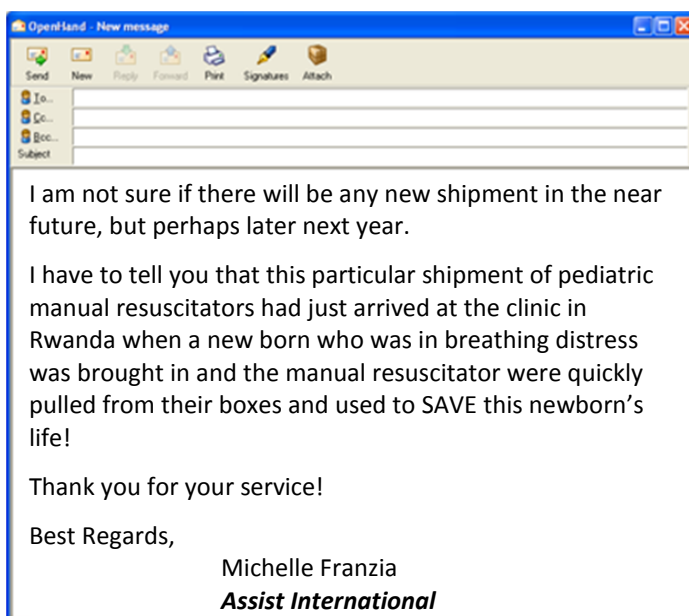 OpenHand - New message
Send New Reply Forward Print Signatures Attach
To...
Cc...
Bcc...
Subject
I am not sure if there will be any new shipment in the near
future, but perhaps later next year.
I have to tell you that this particular shipment of pediatric
manual resuscitators had just arrived at the clinic in
Rwanda when a new born who was in breathing distress
was brought in and the manual resuscitator were quickly
pulled from their boxes and used to SAVE this newborn’s
life!
Thank you for your service!
Best Regards,
Michelle Franzia
Assist International